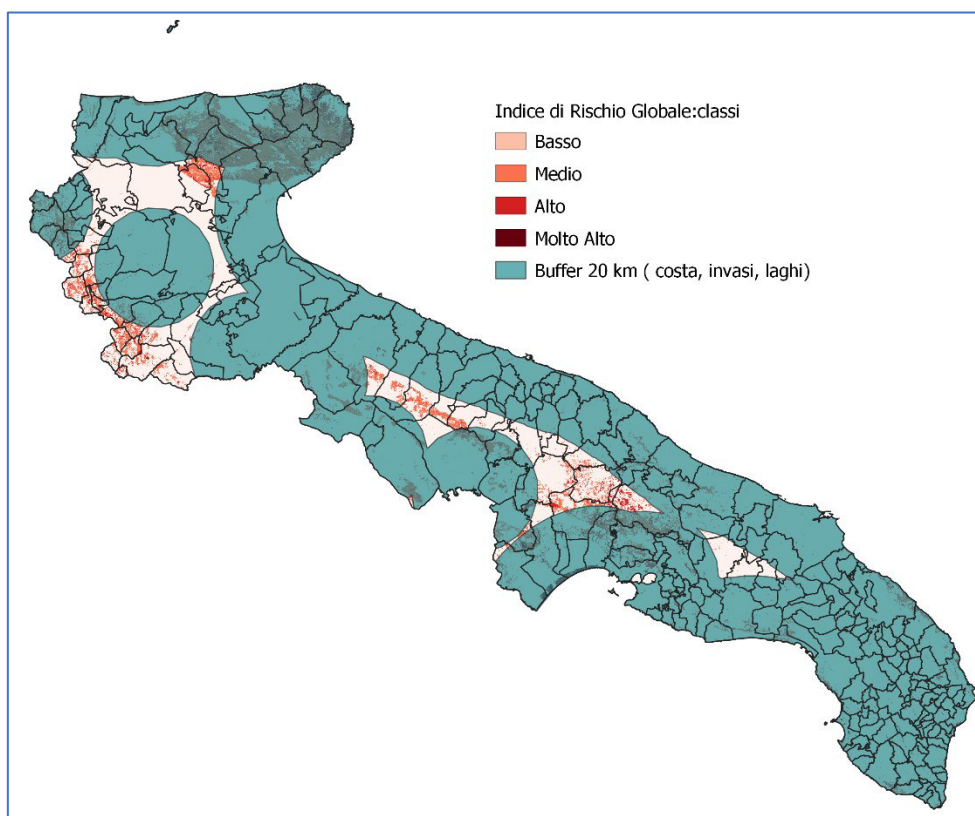 Indice di Rischio Globale:classi
Basso
Medio
Alto
Molto Alto
Buffer 20 km ( costa, invasi, laghi)